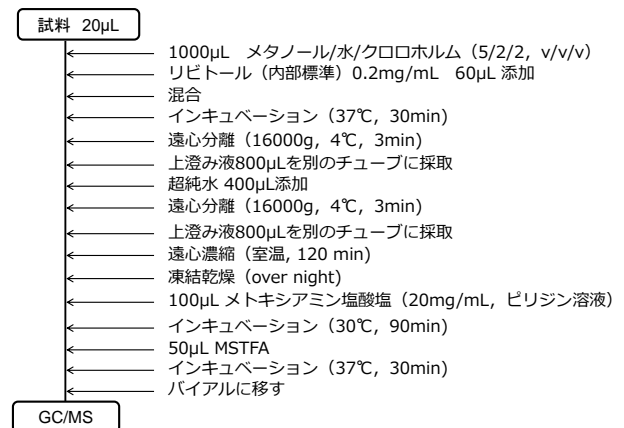 試料 20µL
1000µL メタノール/水/クロロホルム（5/2/2，v/v/v）
リビトール（内部標準）0.2mg/mL 60µL 添加
混合
インキュベーション（37℃，30min)
遠心分離（16000g，4℃，3min)
上澄み液800µLを別のチューブに採取
超純水 400µL添加
遠心分離（16000g，4℃，3min)
上澄み液800µLを別のチューブに採取
遠心濃縮（室温, 120 min)
凍結乾燥（over night)
100µL メトキシアミン塩酸塩（20mg/mL，ピリジン溶液）
インキュベーション（30℃，90min)
50µL MSTFA
インキュベーション（37℃，30min)
バイアルに移す
GC/MS